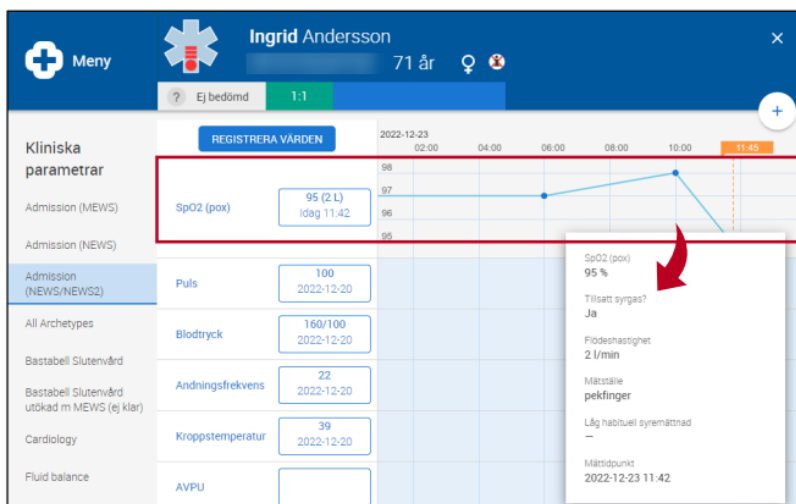 Meny
Ingrid Andersson
71 år
? Ej bedömd
1:1
Kliniska
parametrar
Admission (MEWS)
Admission (NEWS)
Admission
(NEWS/NEWS2)
All Archetypes
Bastabell Slutenvård
Bastabell Slutenvård
utökad m MEWS (ej klar)
Cardiology
Fluid balance
REGISTRERA VÄRDEN
2022-12-23
02:00 04:00 06:00 08:00 10:00 11:45
SpO2 (pox)
95 (2 L)
Idag 11:42
98
97
96
95
Puls
100
2022-12-20
Blodtryck
160/100
2022-12-20
Andningsfrekvens
22
2022-12-20
Kroppstemperatur
39
2022-12-20
AVPU
SpO2 (pox)
95 %
Tillsatt syrgas?
Ja
Flödeshastighet
2 l/min
Mätställe
pekfinger
Låg habituell syremättnad
—
Mättidpunkt
2022-12-23 11:42